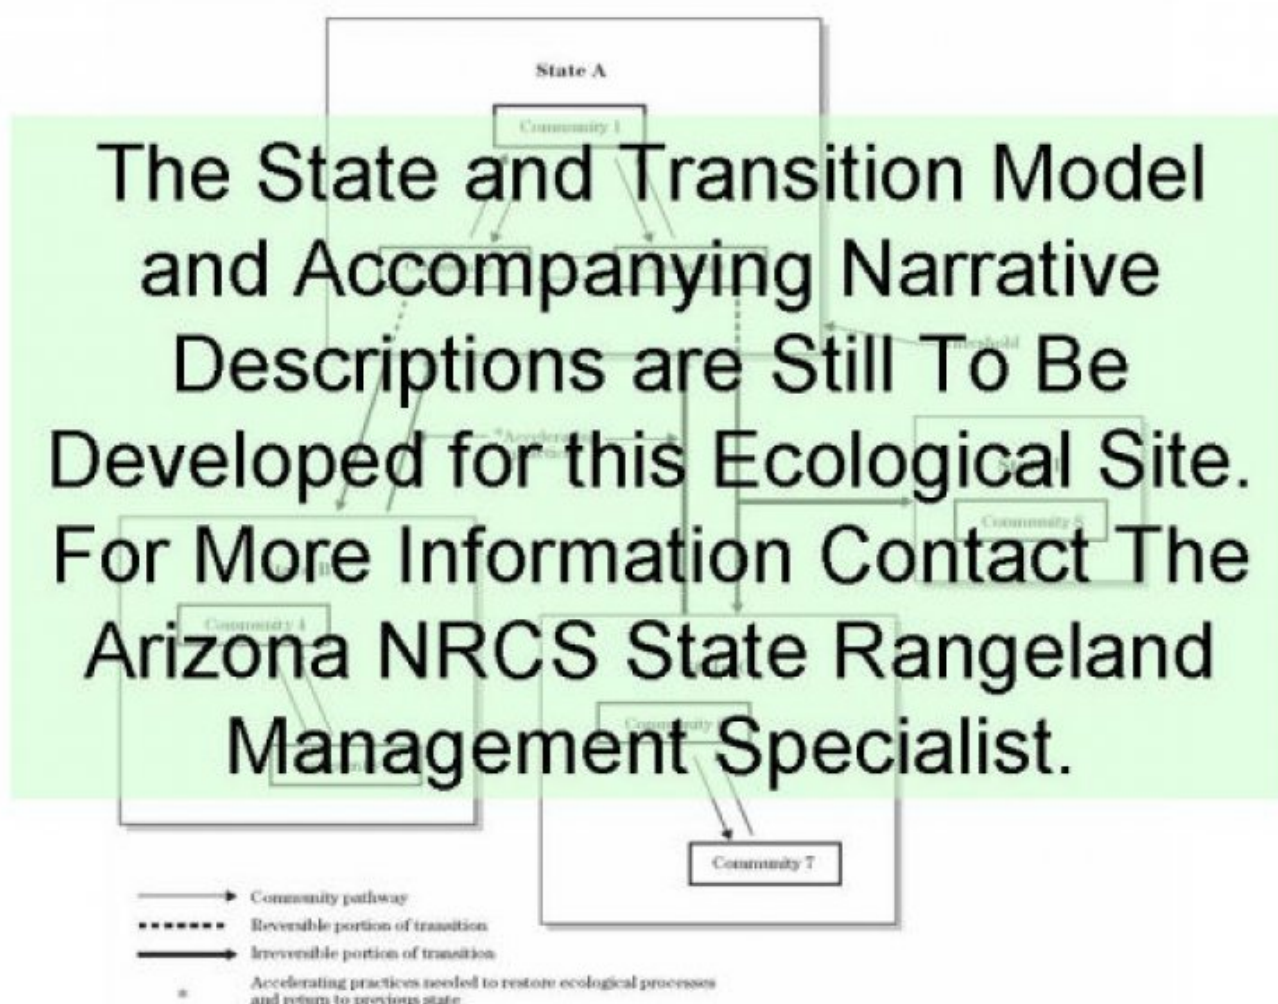 State A
Community 1
The State and Transition Model
and Accompanying Narrative
Descriptions are Still To Be
Developed for this Ecological Site.
For More Information Contact The
Arizona NRCS State Rangeland
Management Specialist.
Threshold
Community 4
Community 7
Community pathway
Reversible portion of transition
Irreversible portion of transition
* Accelerating practices needed to restore ecological processes
and return to previous state